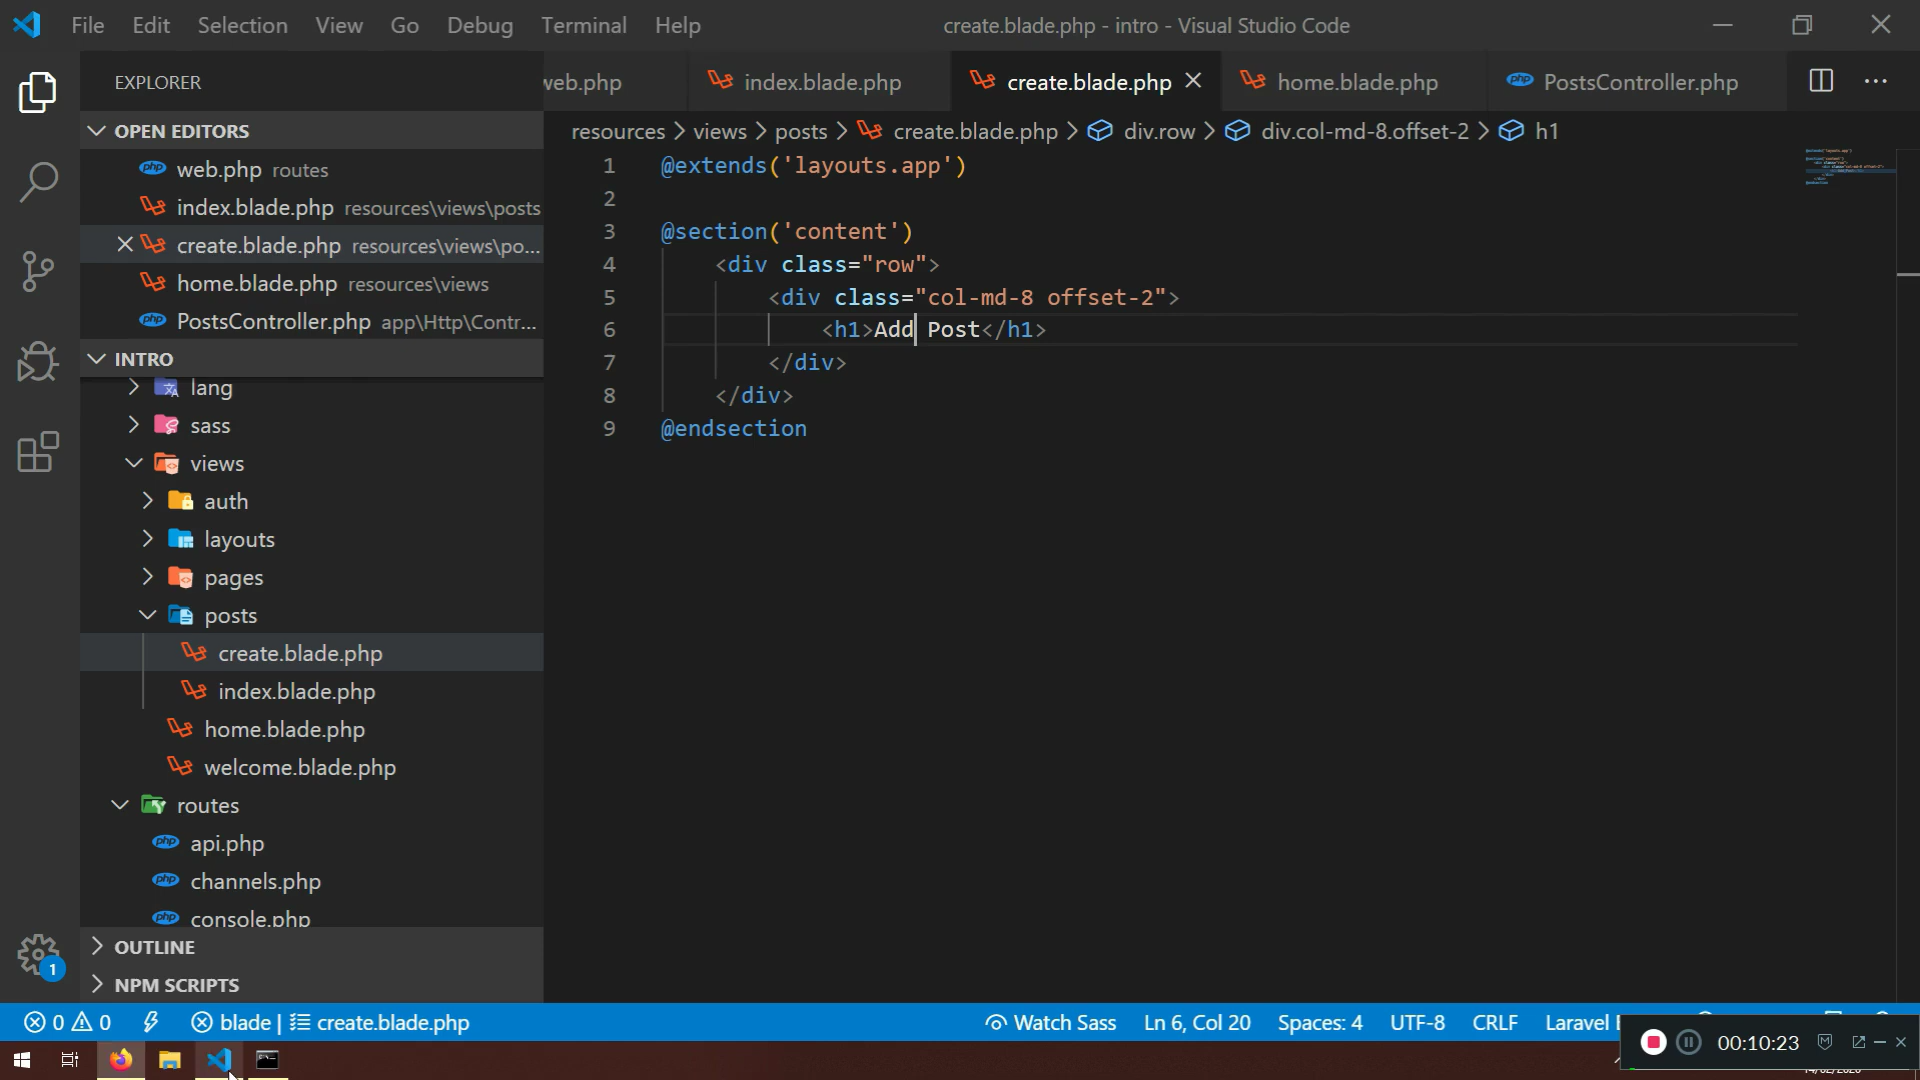 File Edit Selection View Go Debug Terminal Help create.blade.php - intro - Visual Studio Code
EXPLORER
web.php index.blade.php create.blade.php home.blade.php PostsController.php
OPEN EDITORS
web.php routes
index.blade.php resources\views\posts
create.blade.php resources\views\po...
home.blade.php resources\views
PostsController.php app\Http\Contr...
INTRO
lang
sass
views
auth
layouts
pages
posts
create.blade.php
index.blade.php
home.blade.php
welcome.blade.php
routes
api.php
channels.php
console.php
OUTLINE
NPM SCRIPTS
resources > views > posts > create.blade.php > div.row > div.col-md-8.offset-2 > h1
1 @extends('layouts.app')
2
3 @section('content')
4 <div class="row">
5 <div class="col-md-8 offset-2">
6 <h1>Add Post</h1>
7 </div>
8 </div>
9 @endsection
1
0 0 blade | create.blade.php Watch Sass Ln 6, Col 20 Spaces: 4 UTF-8 CRLF Laravel
00:10:23